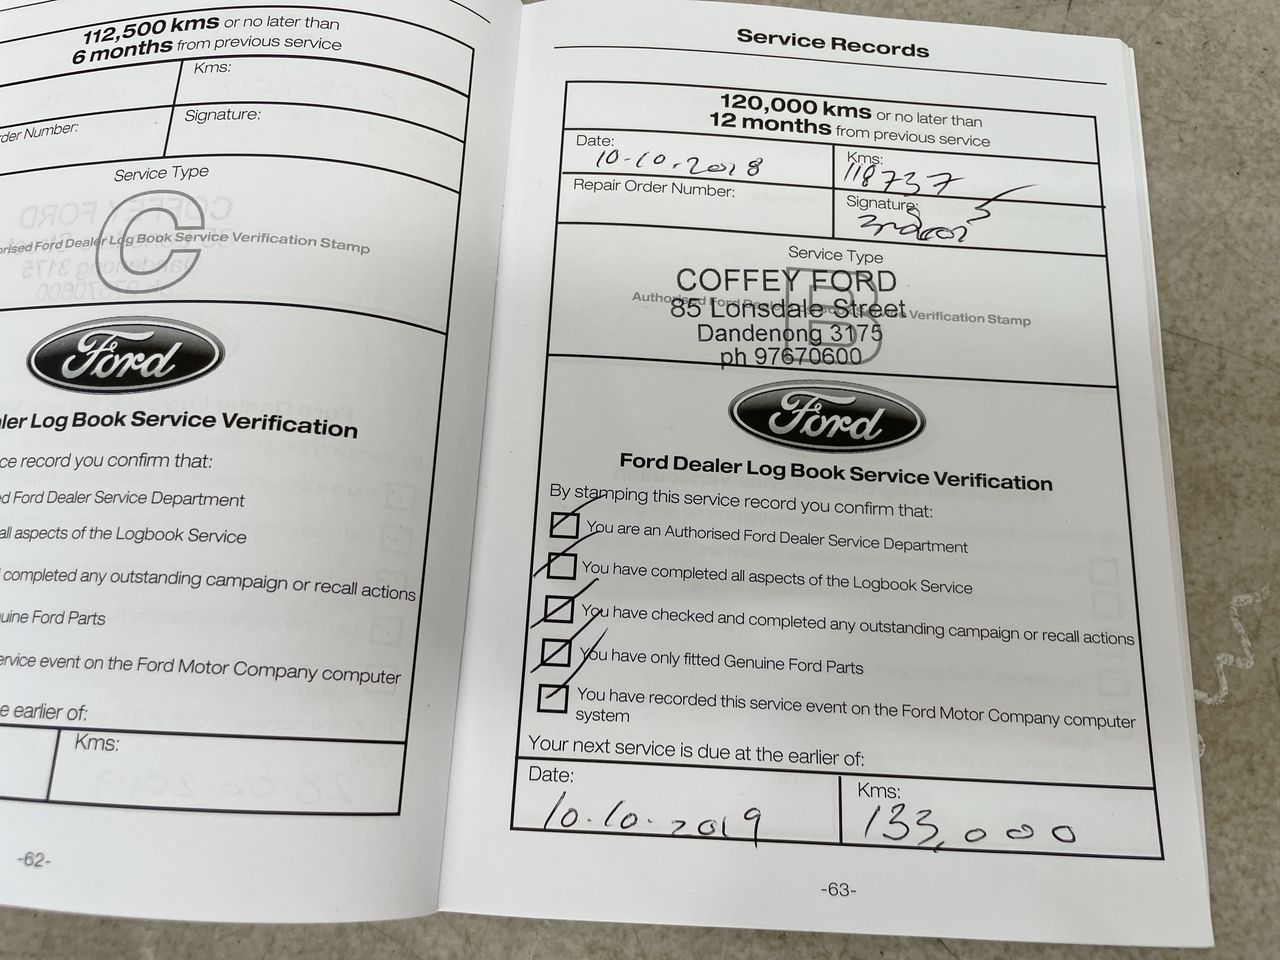 112,500 kms or no later than
6 months from previous service
Kms:
der Number:
Signature:
Service Type
C
orised Ford Dealer Log Book Service Verification Stamp
Ford
aler Log Book Service Verification
ce record you confirm that:
ed Ford Dealer Service Department
all aspects of the Logbook Service
completed any outstanding campaign or recall actions
uine Ford Parts
ervice event on the Ford Motor Company computer
e earlier of:
Kms:
-62-
Service Records
120,000 kms or no later than
12 months from previous service
Date:
10-10.2018
Kms:
118737
Repair Order Number:
Signature:
Service Type
B
COFFEY FORD
85 Lonsdale Street
Dandenong 3175
ph 97670600
Verification Stamp
Ford
Ford Dealer Log Book Service Verification
By stamping this service record you confirm that:
You are an Authorised Ford Dealer Service Department
You have completed all aspects of the Logbook Service
You have checked and completed any outstanding campaign or recall actions
You have only fitted Genuine Ford Parts
You have recorded this service event on the Ford Motor Company computer
system
Your next service is due at the earlier of:
Date:
10.10.2019
Kms:
133,000
-63-